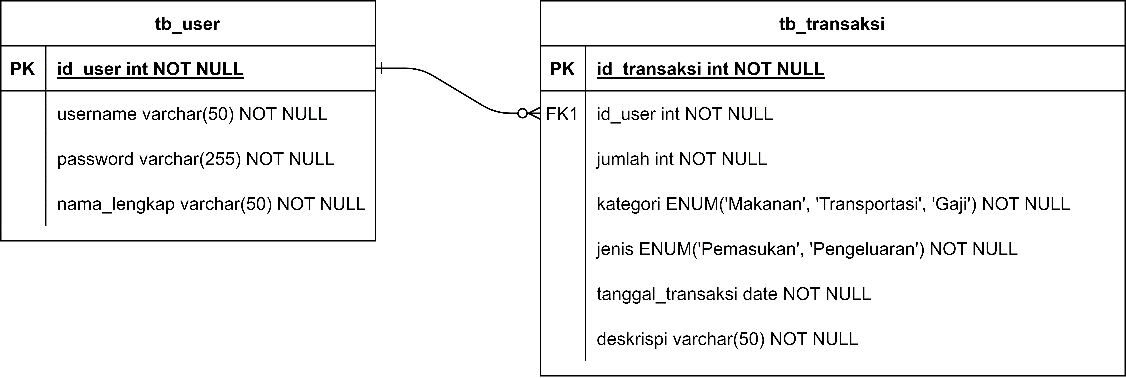 tb_user
PK id_user int NOT NULL
username varchar(50) NOT NULL
password varchar(255) NOT NULL
nama_lengkap varchar(50) NOT NULL
tb_transaksi
PK id_transaksi int NOT NULL
FK1 id_user int NOT NULL
jumlah int NOT NULL
kategori ENUM('Makanan', 'Transportasi', 'Gaji') NOT NULL
jenis ENUM('Pemasukan', 'Pengeluaran') NOT NULL
tanggal_transaksi date NOT NULL
deskrispi varchar(50) NOT NULL